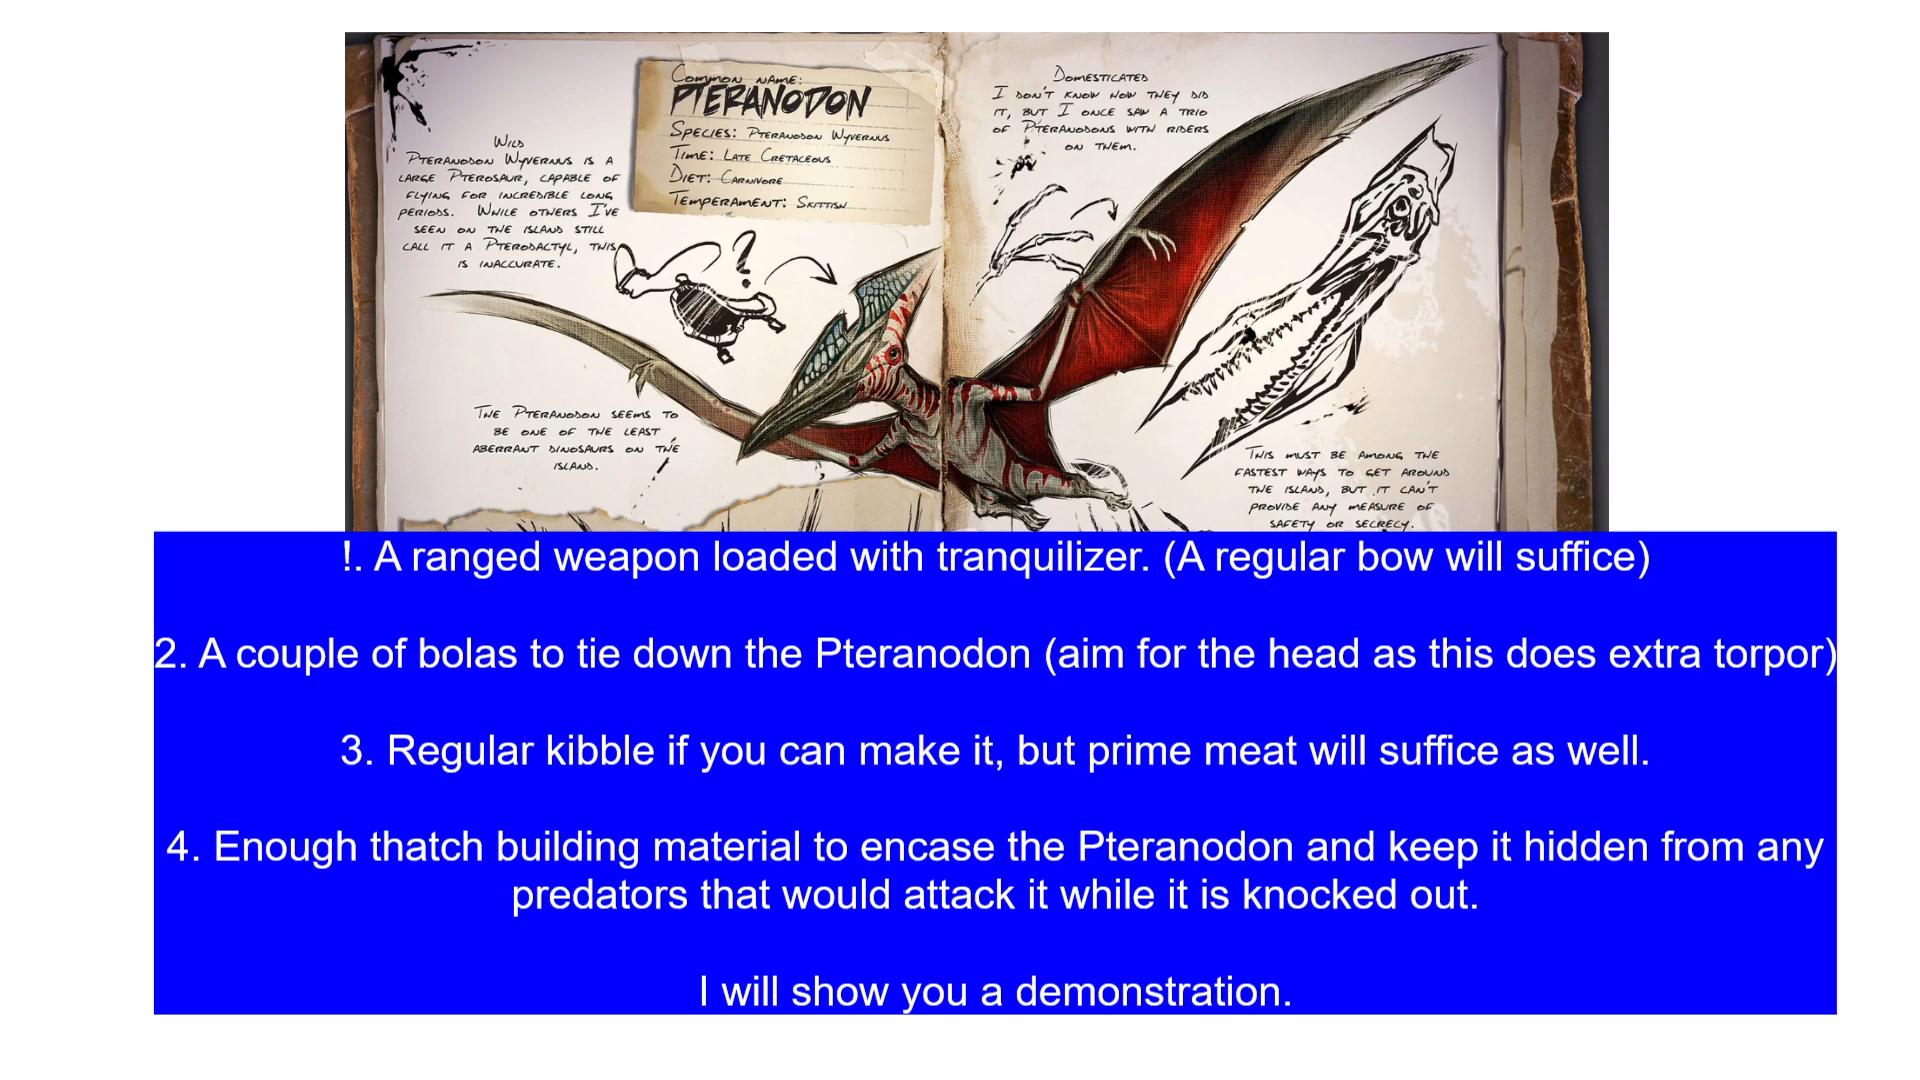 Common name:
Pteranodon
Species: Pteranodon Wyvernus
Time: Late Cretaceous
Diet: Carnivore
Temperament: Skittish
Wild
Pteranodon Wyvernus is a
large Pterosaur, capable of
flying for incredible long
periods. While others I've
seen on the island still
call it a Pterodactyl, this
is inaccurate.
?
The Pteranodon seems to
be one of the least
aberrant dinosaurs on the
island.
Domesticated
I don't know how they did
it, but I once saw a trio
of Pteranodons with riders
on them.
This must be among the
fastest ways to get around
the island, but it can't
provide any measure of
safety or secrecy.
!. A ranged weapon loaded with tranquilizer. (A regular bow will suffice)
2. A couple of bolas to tie down the Pteranodon (aim for the head as this does extra torpor)
3. Regular kibble if you can make it, but prime meat will suffice as well.
4. Enough thatch building material to encase the Pteranodon and keep it hidden from any
predators that would attack it while it is knocked out.
I will show you a demonstration.